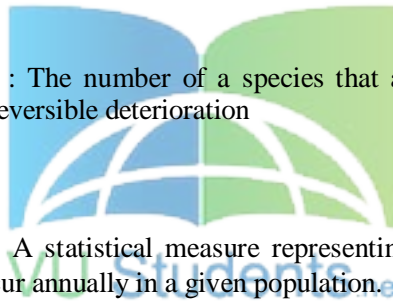 : The number of a species that a
eversible deterioration
A statistical measure representin
ur annually in a given population.
VU Students